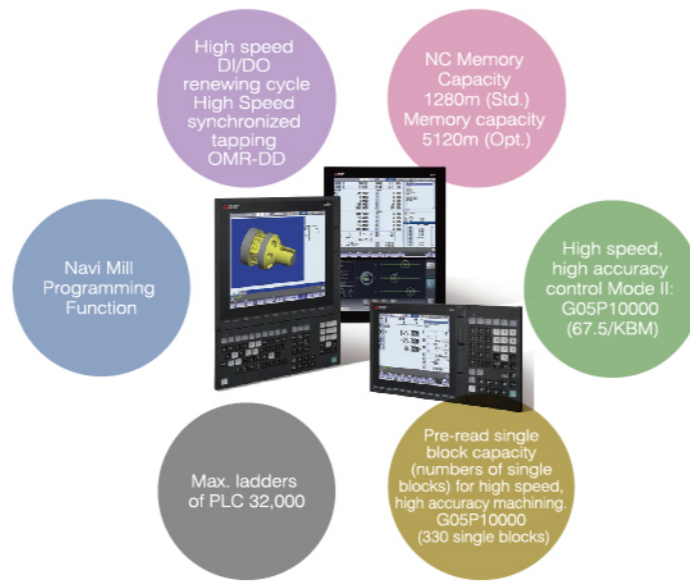 High speed
DI/DO
renewing cycle
High Speed
synchronized
tapping
OMR-DD
NC Memory
Capacity
1280m (Std.)
Memory capacity
5120m (Opt.)
Navi Mill
Programming
Function
High speed,
high accuracy
control Mode II:
G05P10000
(67.5/KBM)
Max. ladders
of PLC 32,000
Pre-read single
block capacity
(numbers of single
blocks) for high speed,
high accuracy machining.
G05P10000
(330 single blocks)